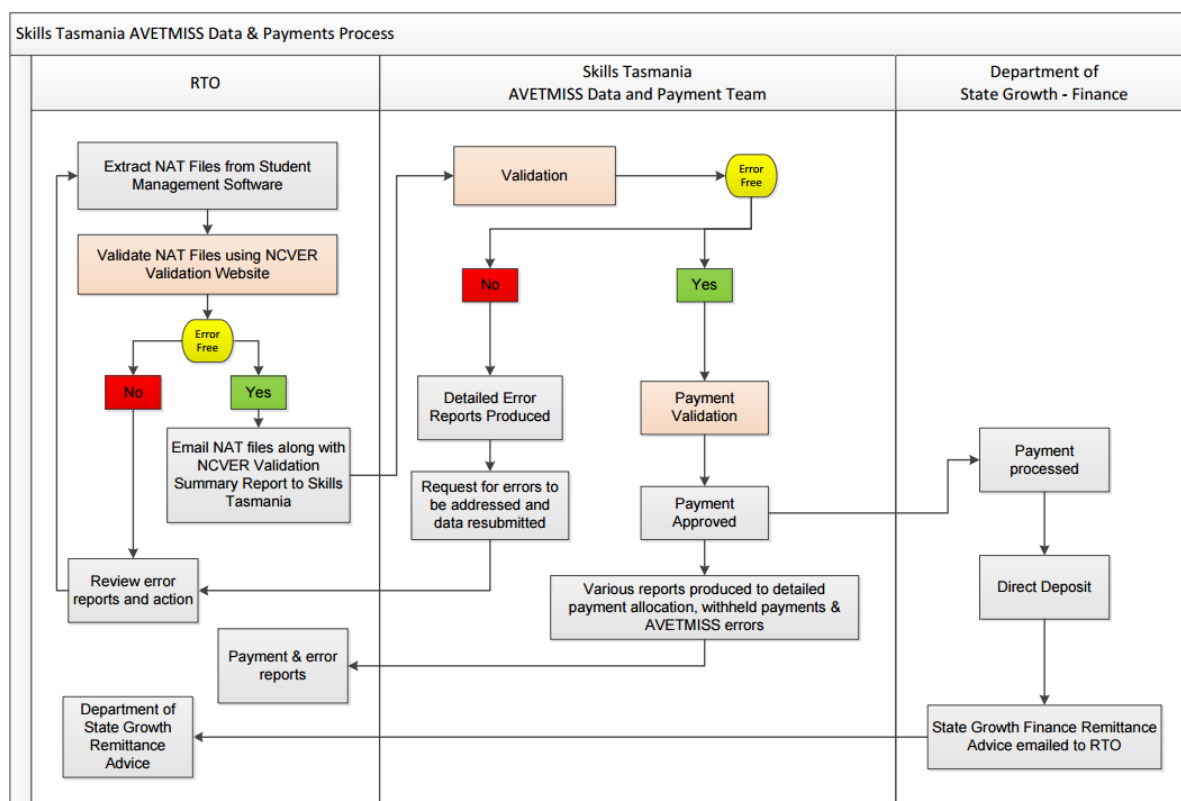 Skills Tasmania AVETMISS Data & Payments Process
RTO
Skills Tasmania
AVETMISS Data and Payment Team
Department of
State Growth - Finance
Extract NAT Files from Student
Management Software
Validate NAT Files using NCVER
Validation Website
Error
Free
No
Yes
Email NAT files along with
NCVER Validation
Summary Report to Skills
Tasmania
Review error
reports and action
Payment & error
reports
Department of
State Growth
Remittance
Advice
Validation
Error
Free
No
Yes
Detailed Error
Reports Produced
Request for errors to
be addressed and
data resubmitted
Payment
Validation
Payment
Approved
Various reports produced to detailed
payment allocation, withheld payments &
AVETMISS errors
Payment
processed
Direct Deposit
State Growth Finance Remittance
Advice emailed to RTO